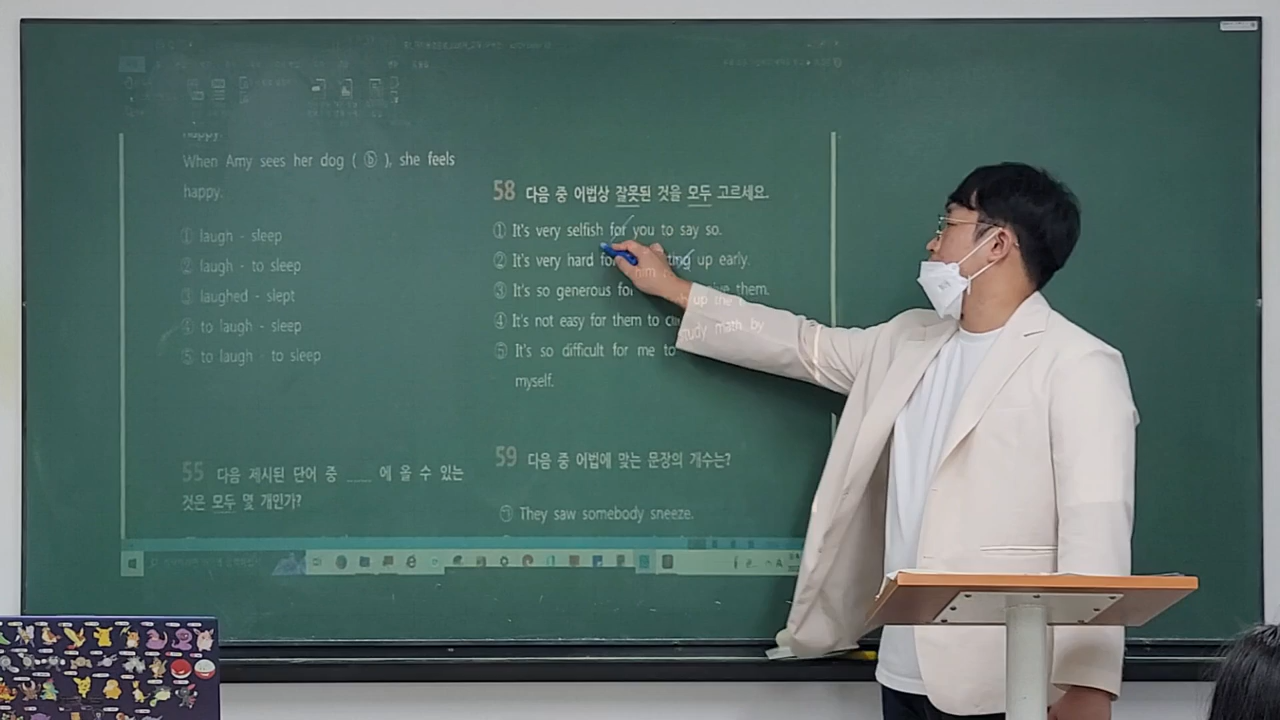 happy.
When Amy sees her dog ( ⓑ ), she feels
happy.
① laugh - sleep
② laugh - to sleep
③ laughed - slept
④ to laugh - sleep
⑤ to laugh - to sleep
55 다음 제시된 단어 중 ____ 에 올 수 있는
것은 모두 몇 개인가?
58 다음 중 어법상 잘못된 것을 모두 고르세요.
① It's very selfish for you to say so.
② It's very hard for him ting up early.
③ It's so generous for give them.
④ It's not easy for them to up the
⑤ It's so difficult for me to study math by
myself.
59 다음 중 어법에 맞는 문장의 개수는?
㉠ They saw somebody sneeze.